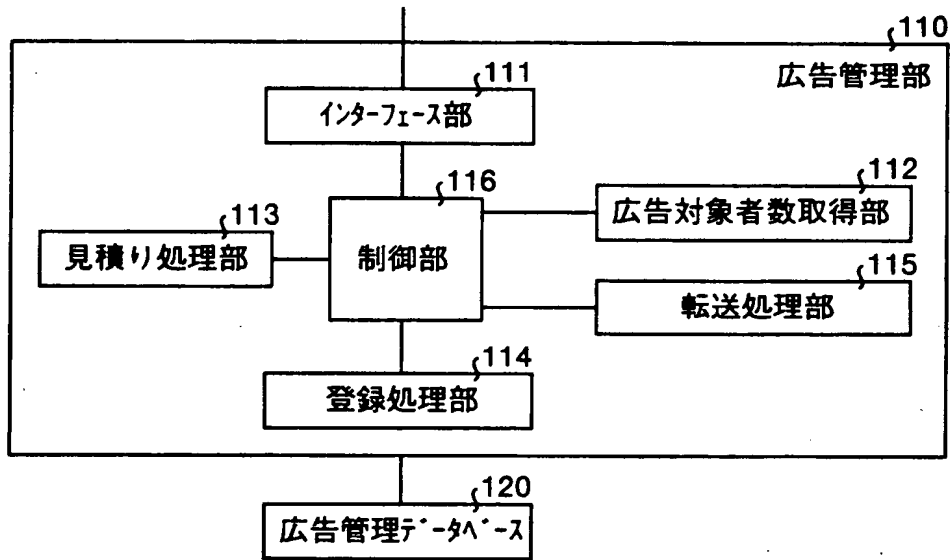 110
広告管理部
111
インターフェース部
112
広告対象者数取得部
116
制御部
113
見積り処理部
115
転送処理部
114
登録処理部
120
広告管理データベース